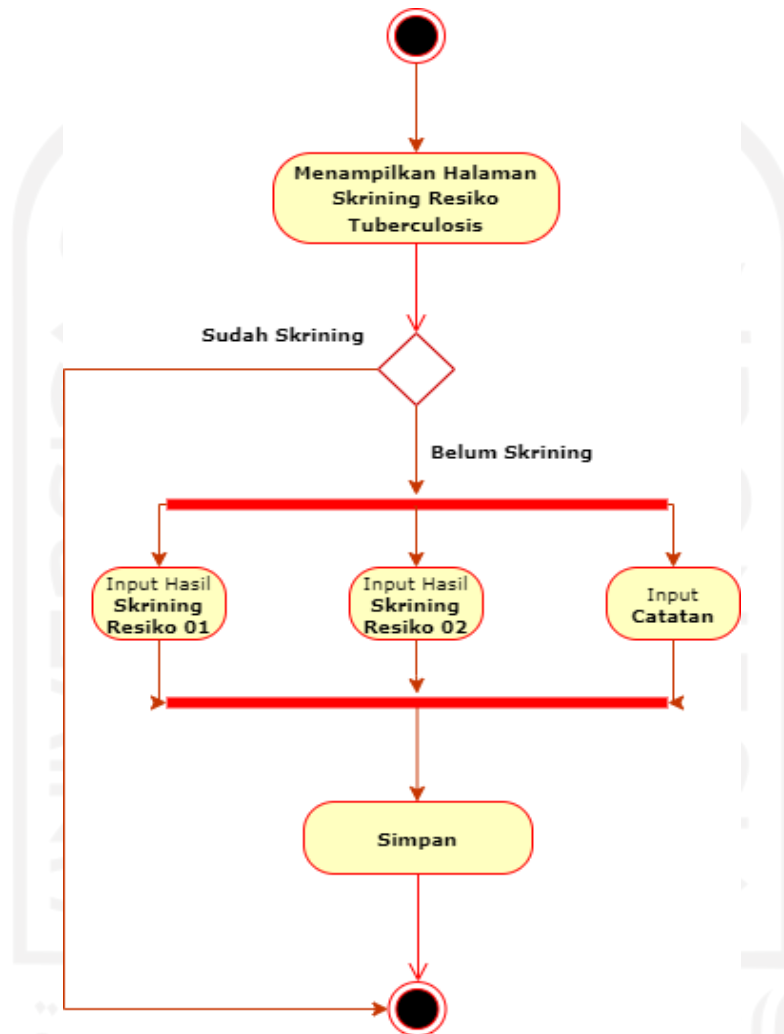 Menampilkan Halaman
Skrining Resiko
Tuberculosis
Sudah Skrining
Belum Skrining
Input Hasil
Skrining
Resiko 01
Input Hasil
Skrining
Resiko 02
Input
Catatan
Simpan